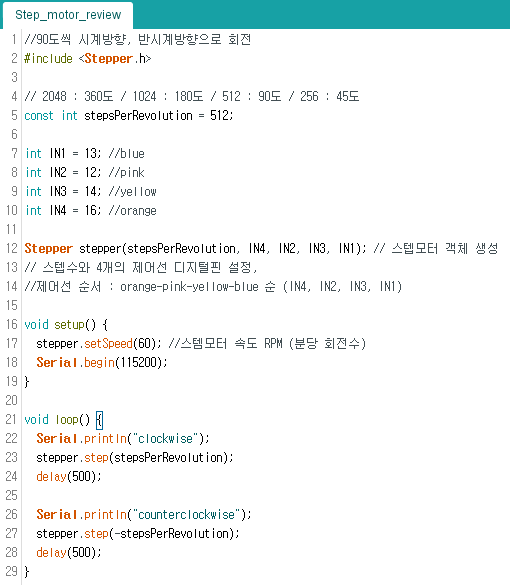 Step_motor_review
1 //90도씩 시계방향, 반시계방향으로 회전
2 #include <Stepper.h>
3
4 // 2048 : 360도 / 1024 : 180도 / 512 : 90도 / 256 : 45도
5 const int stepsPerRevolution = 512;
6
7 int IN1 = 13; //blue
8 int IN2 = 12; //pink
9 int IN3 = 14; //yellow
10 int IN4 = 16; //orange
11
12 Stepper stepper(stepsPerRevolution, IN4, IN2, IN3, IN1); // 스텝모터 객체 생성
13 // 스텝수와 4개의 제어선 디지털핀 설정,
14 //제어선 순서 : orange-pink-yellow-blue 순 (IN4, IN2, IN3, IN1)
15
16 void setup() {
17 stepper.setSpeed(60); //스템모터 속도 RPM (분당 회전수)
18 Serial.begin(115200);
19 }
20
21 void loop() {
22 Serial.println("clockwise");
23 stepper.step(stepsPerRevolution);
24 delay(500);
25
26 Serial.println("counterclockwise");
27 stepper.step(-stepsPerRevolution);
28 delay(500);
29 }